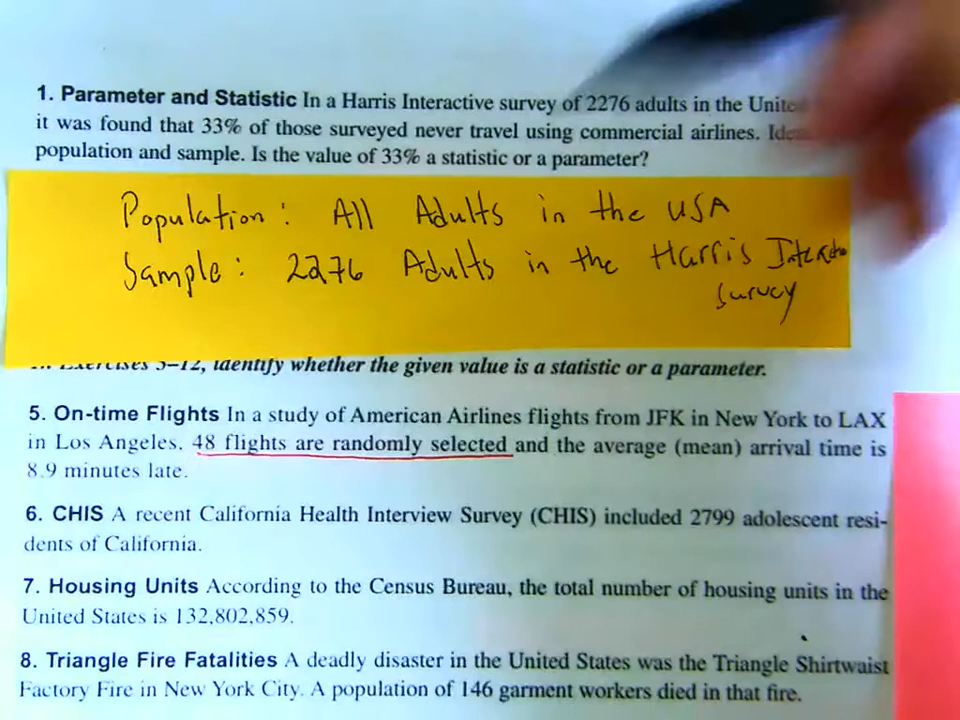 1. Parameter and Statistic In a Harris Interactive survey of 2276 adults in the
it was found that 33% of those surveyed never travel using commercial airlines.
population and sample. Is the value of 33% a statistic or a parameter?
Population: All Adults in the USA
Sample: 2276 Adults in the Harris
Survey
5–12, identify whether the given value is a statistic or a parameter.
5. On-time Flights In a study of American Airlines flights from JFK in New York to LAX
in Los Angeles, 48 flights are randomly selected and the average (mean) arrival time is
8.9 minutes late.
6. CHIS A recent California Health Interview Survey (CHIS) included 2799 adolescent resi-
dents of California.
7. Housing Units According to the Census Bureau, the total number of housing units in the
United States is 132,802,859.
8. Triangle Fire Fatalities A deadly disaster in the United States was the Triangle Shirtwaist
Factory Fire in New York City. A population of 146 garment workers died in that fire.